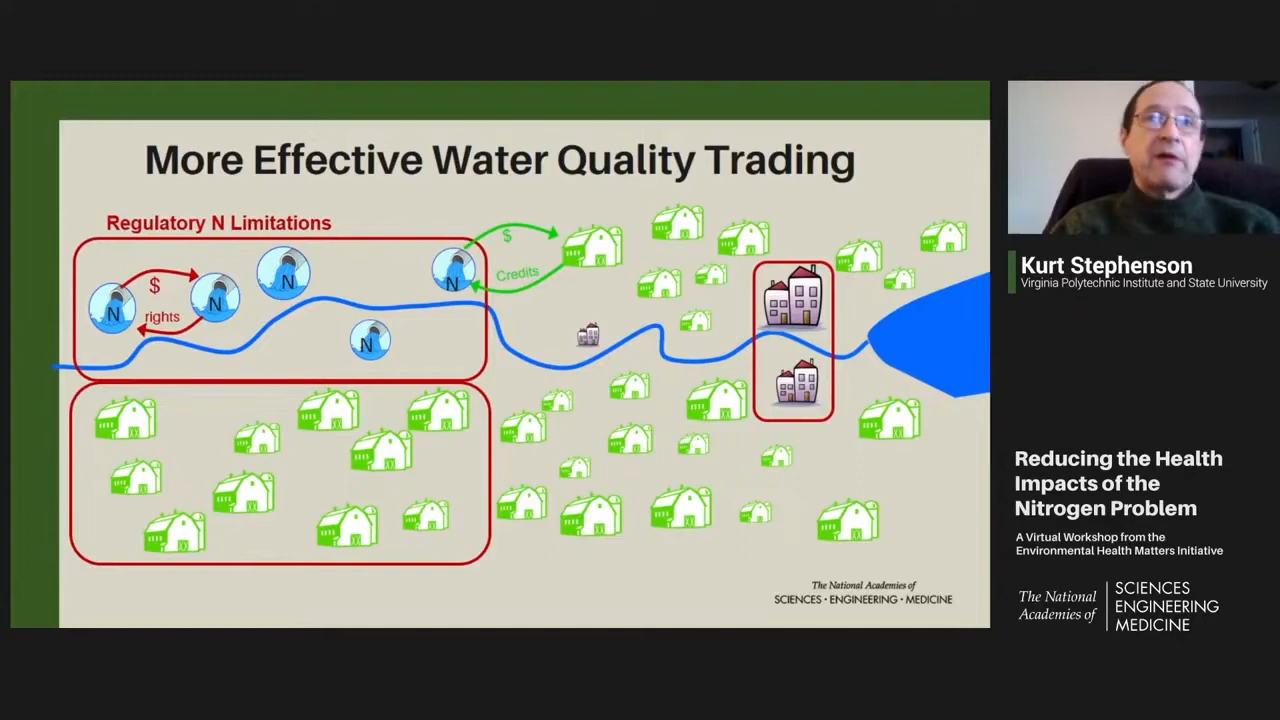 More Effective Water Quality Trading
Regulatory N Limitations
$
rights
N
N
N
N
N
$
Credits
The National Academies of
SCIENCES • ENGINEERING • MEDICINE
Kurt Stephenson
Virginia Polytechnic Institute and State University
Reducing the Health
Impacts of the
Nitrogen Problem
A Virtual Workshop from the
Environmental Health Matters Initiative
The National
Academies of
SCIENCES
ENGINEERING
MEDICINE